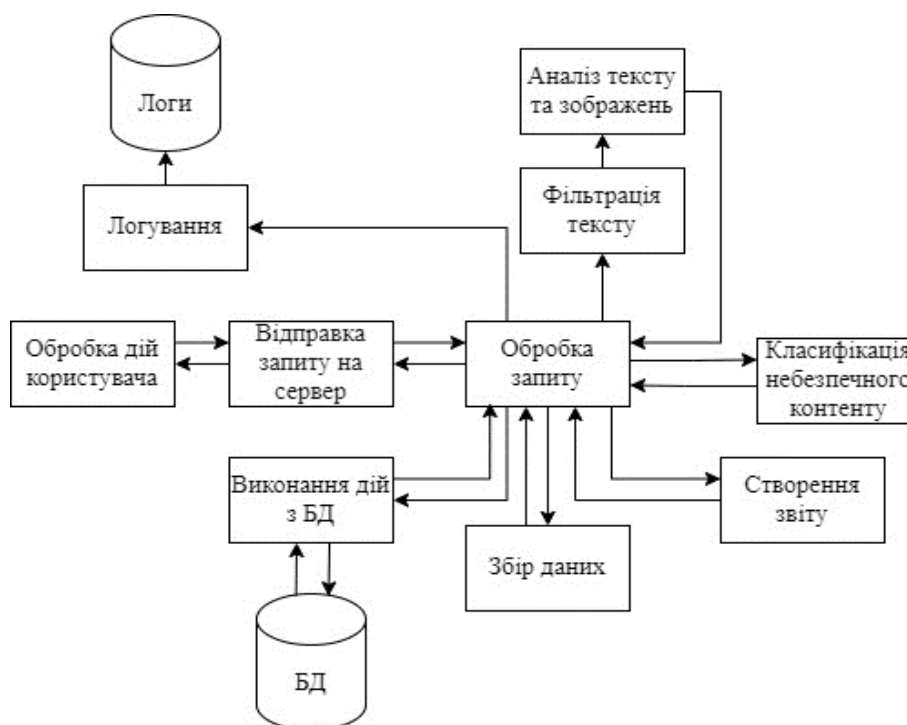 Логи
Аналіз тексту
та зображень
Логування
Фільтрація
тексту
Обробка дій
користувача
Відправка
запиту на
сервер
Обробка
запиту
Класифікація
небезпечного
контенту
Виконання дій
з БД
Збір даних
Створення
звіту
БД